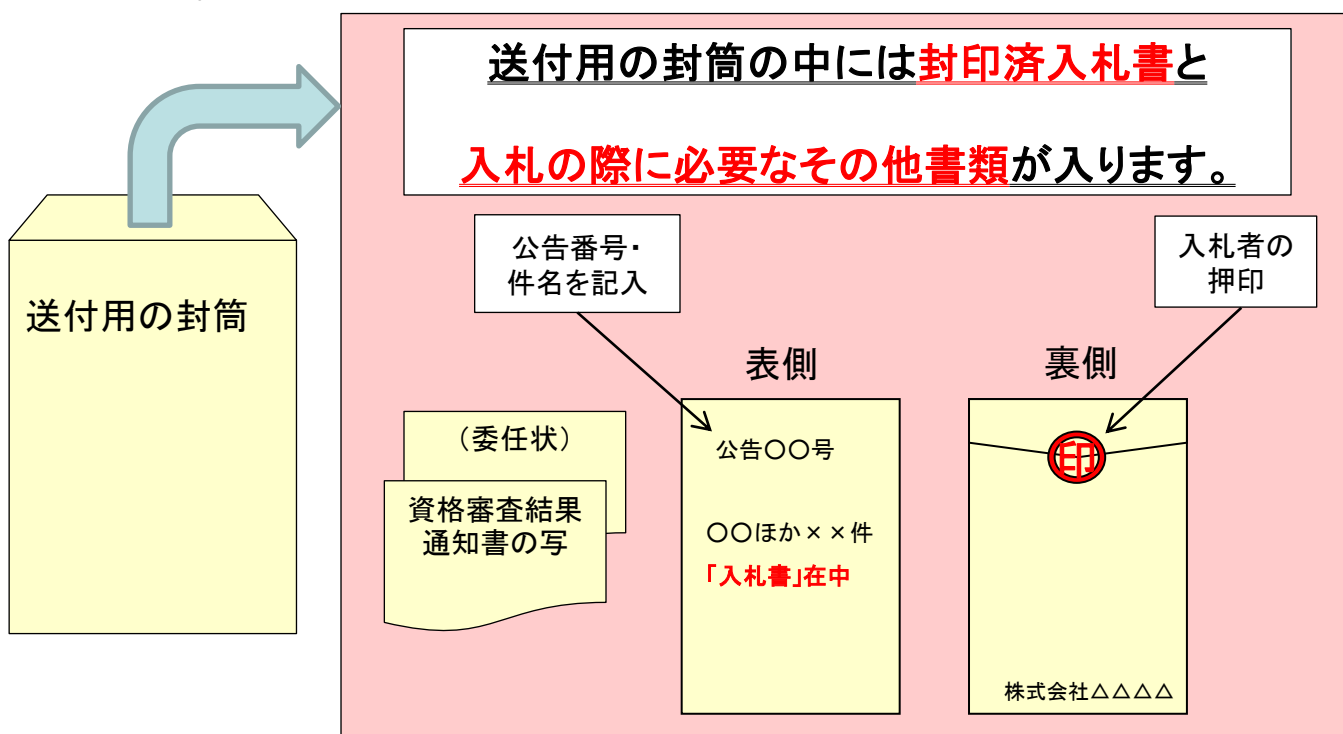 送付用の封筒の中には封印済入札書と
入札の際に必要なその他書類が入ります。
送付用の封筒
公告番号・
件名を記入
入札者の
押印
表側
裏側
（委任状）
資格審査結果
通知書の写
公告〇〇号
〇〇ほか××件
「入札書」在中
印
株式会社△△△△